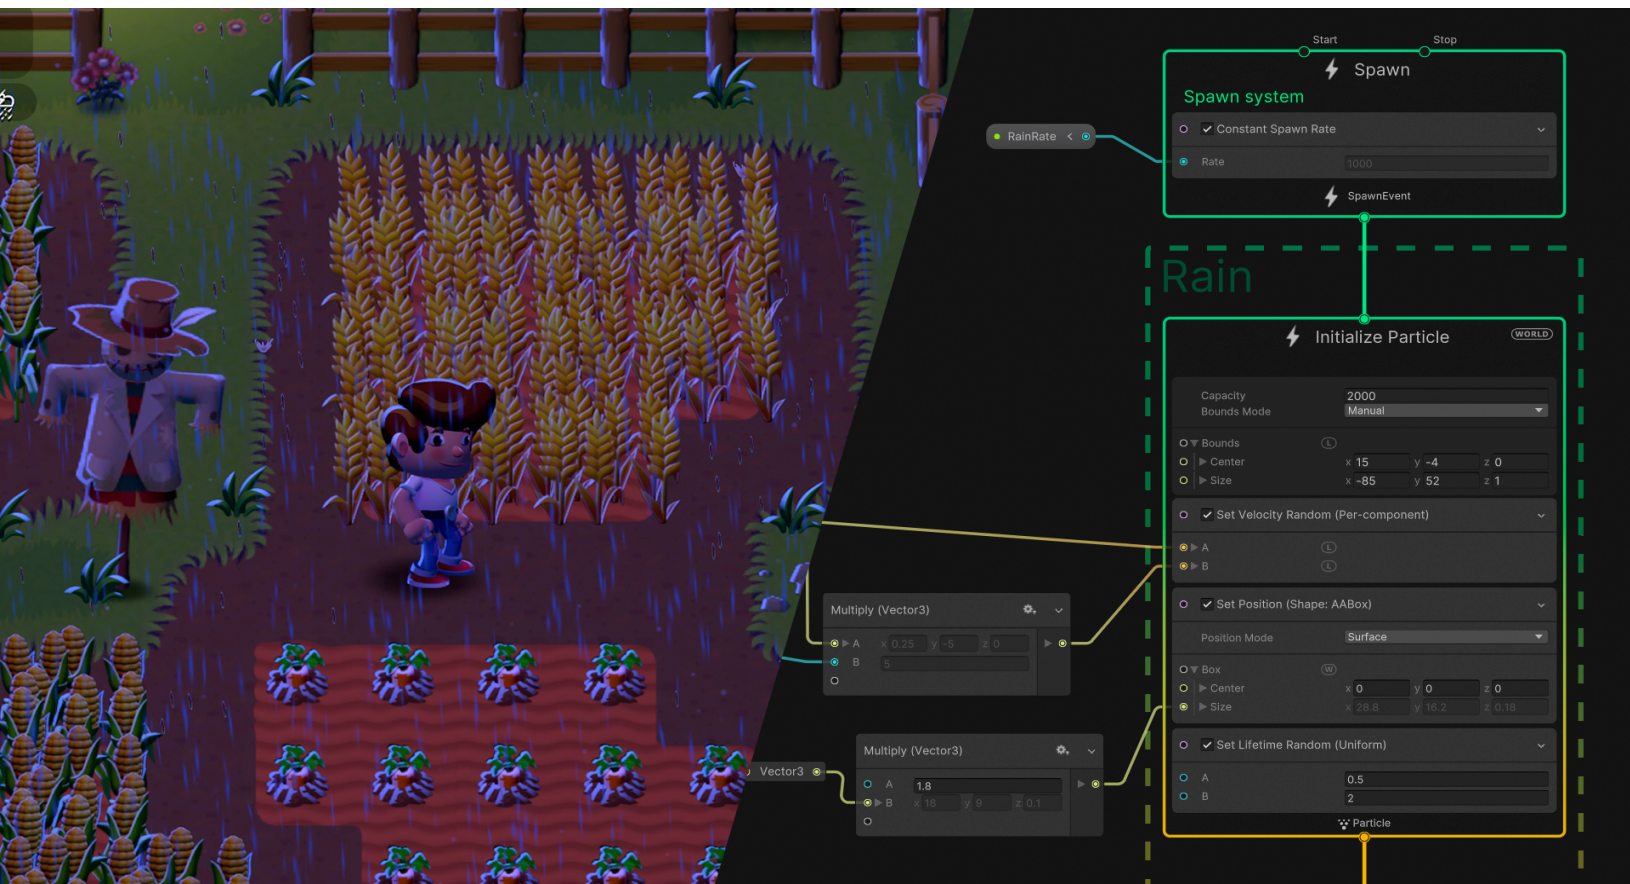 Start Stop
Spawn
Spawn system
Constant Spawn Rate
RainRate <
Rate 1000
SpawnEvent
Rain
Initialize Particle WORLD
Capacity 2000
Bounds Mode Manual
Bounds L
Center x 15 y -4 z 0
Size x -85 y 52 z 1
Set Velocity Random (Per-component)
A L
B L
Multiply (Vector3)
A x 0.25 y -5 z 0
B 5
Set Position (Shape: AABox)
Position Mode Surface
Box W
Center x 0 y 0 z 0
Size x 28.8 y 16.2 z 0.18
Set Lifetime Random (Uniform)
A 0.5
B 2
Particle
Multiply (Vector3)
Vector3
A 1.8
B x 16 y 9 z 0.1